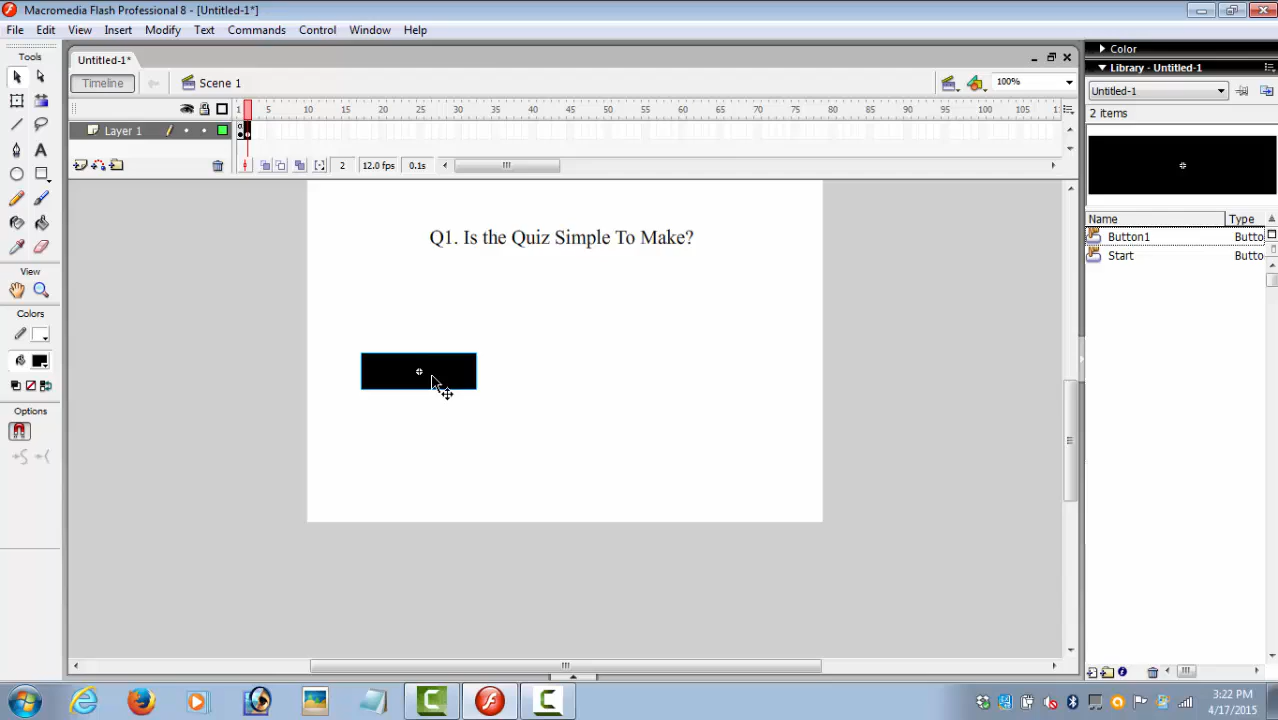 Macromedia Flash Professional 8 - [Untitled-1*]
File Edit View Insert Modify Text Commands Control Window Help
Tools
Untitled-1*
Timeline Scene 1 100%
1 5 10 15 20 25 30 35 40 45 50 55 60 65 70 75 80 85 90 95 100 105
Layer 1
2 12.0 fps 0.1s
View
Colors
Options
Q1. Is the Quiz Simple To Make?
Color
Library - Untitled-1
Untitled-1
2 items
Name Type
Button1 Butto
Start Butto
3:22 PM
4/17/2015